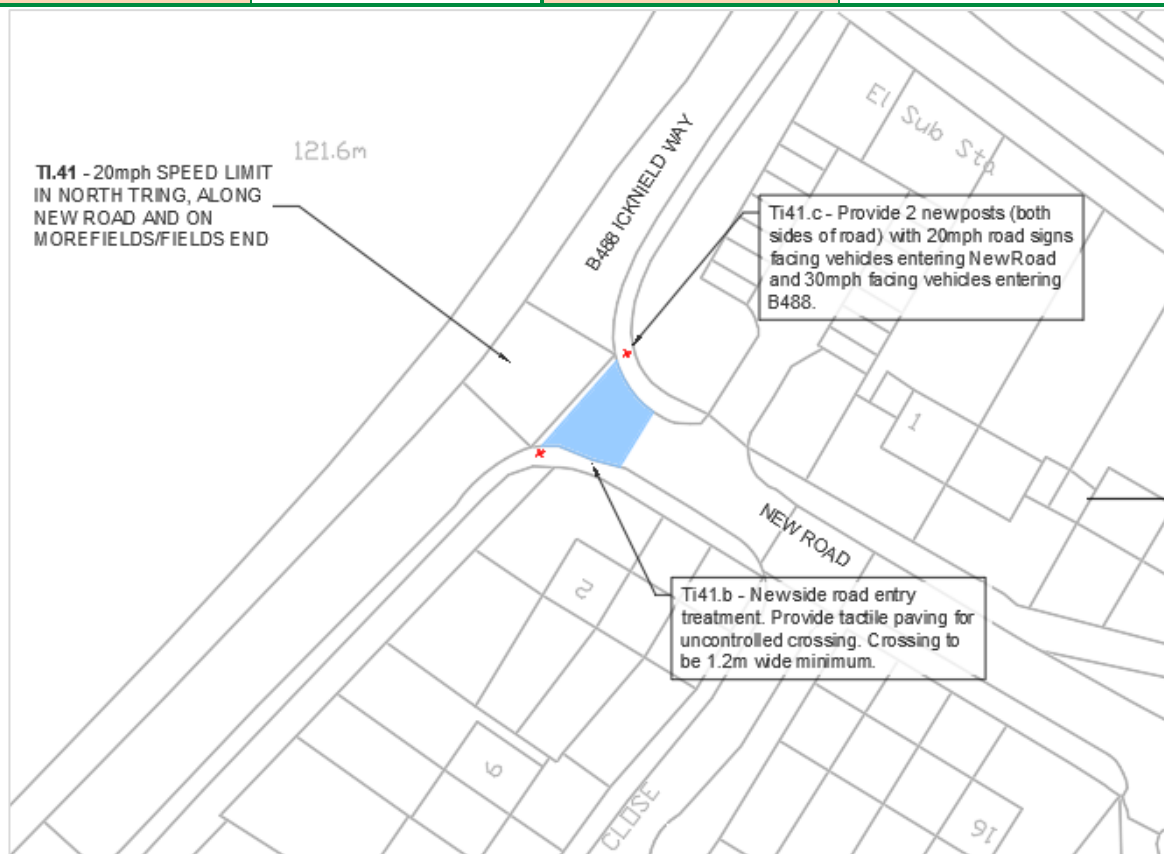 El Sub Sta
121.6m
TI.41 - 20mph SPEED LIMIT
IN NORTH TRING, ALONG
NEW ROAD AND ON
MOREFIELDS/FIELDS END
B488 ICKNIELD WAY
Ti41.c - Provide 2 newposts (both
sides of road) with 20mph road signs
facing vehicles entering NewRoad
and 30mph facing vehicles entering
B488.
1
NEW ROAD
Ti41.b - Newside road entry
treatment. Provide tactile paving for
uncontrolled crossing. Crossing to
be 1.2m wide minimum.
2
6
CLOSE
16